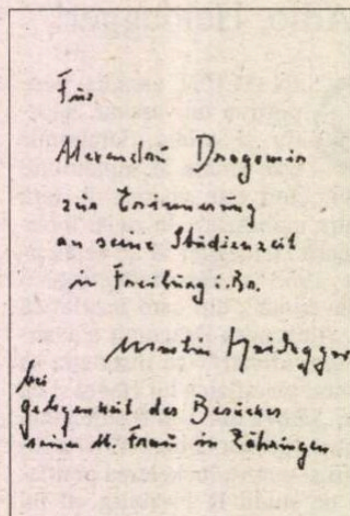 Für
Alexandru Dragomir
zur Erinnerung
an seine Studienzeit
in Freiburg i. Br.
Martin Heidegger
bei
Gelegenheit des Besuches
seiner Frau in Zähringen